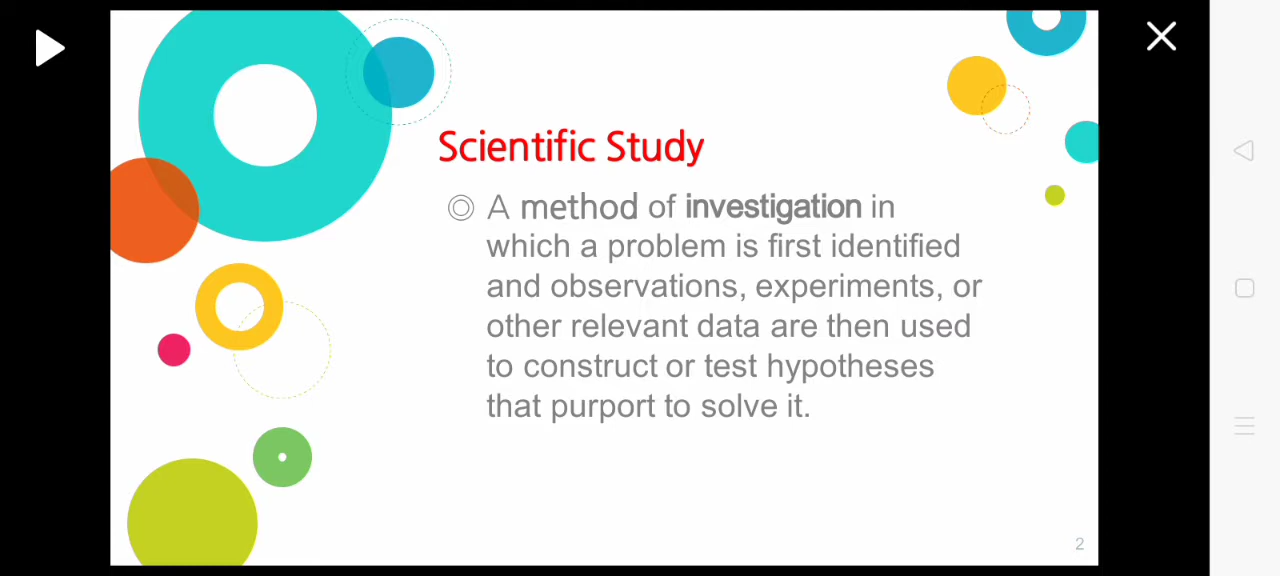 Scientific Study
A method of investigation in
which a problem is first identified
and observations, experiments, or
other relevant data are then used
to construct or test hypotheses
that purport to solve it.
2